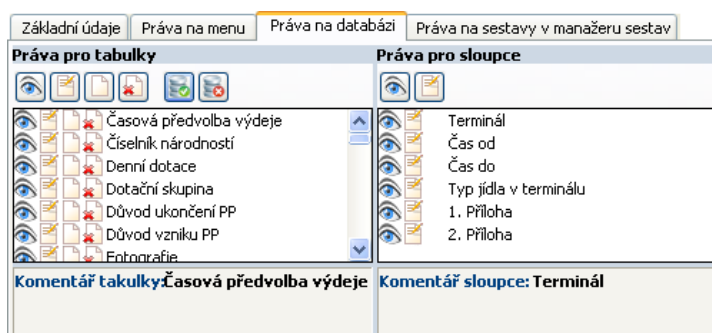 Základní údaje Práva na menu Práva na databázi Práva na sestavy v manažeru sestav
Práva pro tabulky
Časová předvolba výdeje
Číselník národností
Denní dotace
Dotační skupina
Důvod ukončení PP
Důvod vzniku PP
Fotografie
Komentář takulky:Časová předvolba výdeje
Práva pro sloupce
Terminál
Čas od
Čas do
Typ jídla v terminálu
1. Příloha
2. Příloha
Komentář sloupce: Terminál